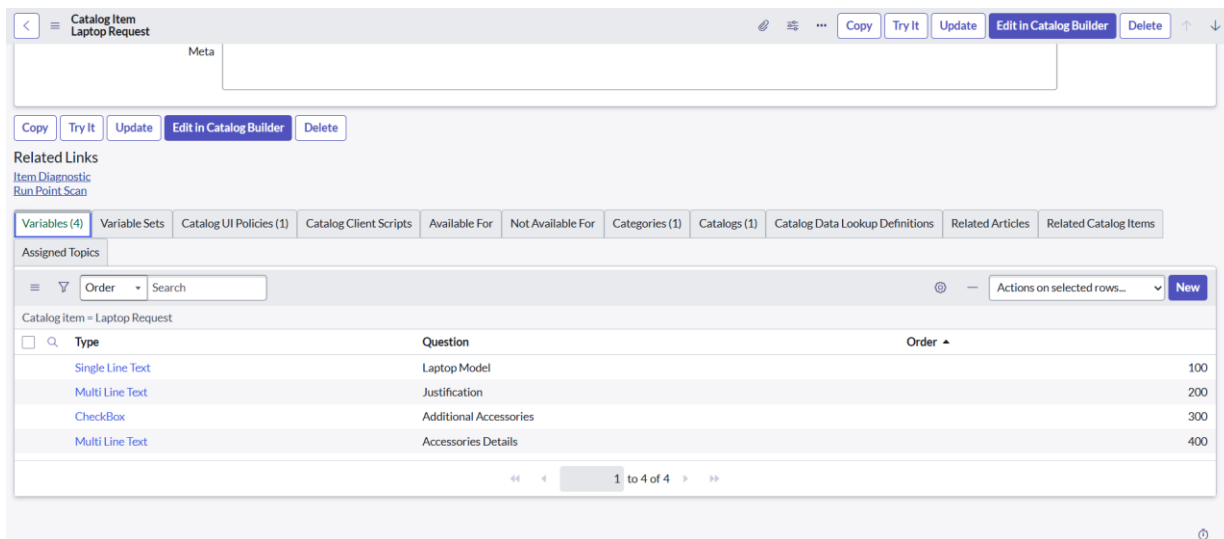 Catalog Item
Laptop Request
Copy Try It Update Edit in Catalog Builder Delete
Meta
Copy Try It Update Edit in Catalog Builder Delete
Related Links
Item Diagnostic
Run Point Scan
Variables (4) Variable Sets Catalog UI Policies (1) Catalog Client Scripts Available For Not Available For Categories (1) Catalogs (1) Catalog Data Lookup Definitions Related Articles Related Catalog Items
Assigned Topics
Order Search Actions on selected rows... New
Catalog item = Laptop Request
Type Question Order
Single Line Text Laptop Model 100
Multi Line Text Justification 200
CheckBox Additional Accessories 300
Multi Line Text Accessories Details 400
1 to 4 of 4